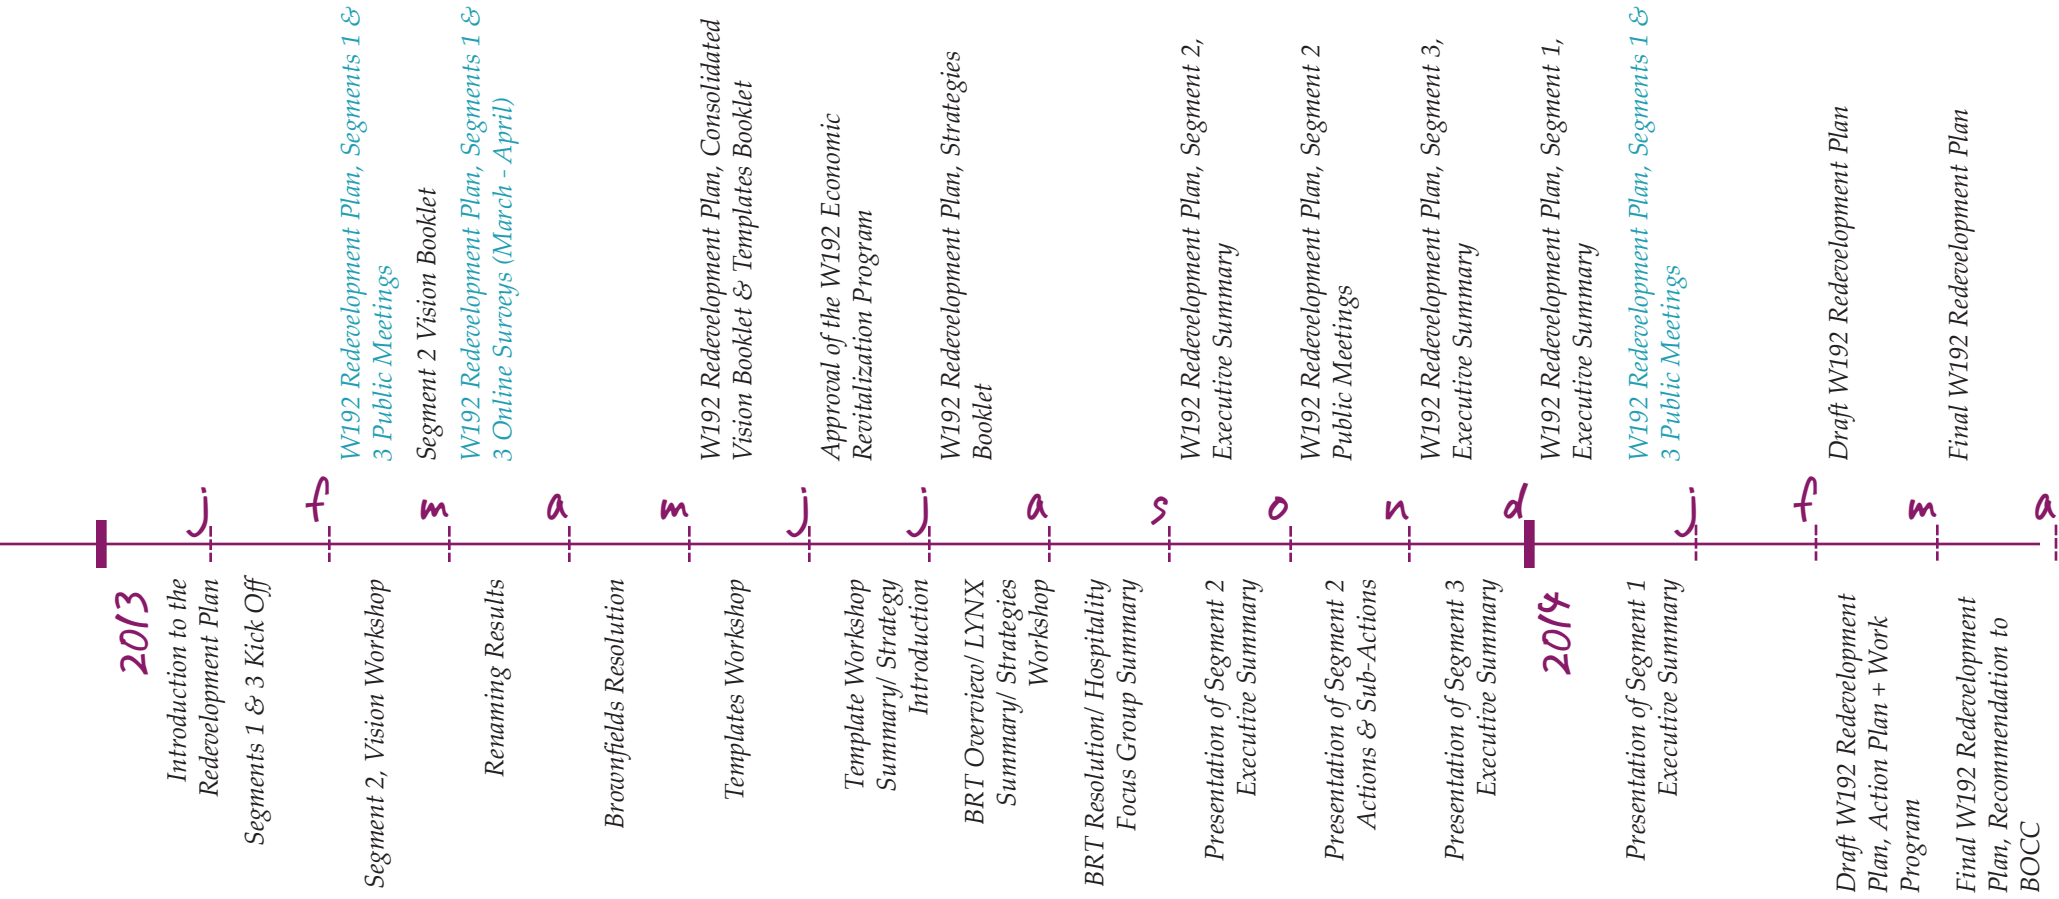 W192 Redevelopment Plan, Segments 1 &
3 Public Meetings
Segment 2 Vision Booklet
W192 Redevelopment Plan, Segments 1 &
3 Online Surveys (March - April)
W192 Redevelopment Plan, Consolidated
Vision Booklet & Templates Booklet
Approval of the W192 Economic
Revitalization Program
W192 Redevelopment Plan, Strategies
Booklet
W192 Redevelopment Plan, Segment 2,
Executive Summary
W192 Redevelopment Plan, Segment 2
Public Meetings
W192 Redevelopment Plan, Segment 3,
Executive Summary
W192 Redevelopment Plan, Segment 1,
Executive Summary
W192 Redevelopment Plan, Segments 1 &
3 Public Meetings
Draft W192 Redevelopment Plan
Final W192 Redevelopment Plan
j f m a m j j a s o n d j f m a
2013
Introduction to the
Redevelopment Plan
Segments 1 & 3 Kick Off
Segment 2, Vision Workshop
Renaming Results
Brownfields Resolution
Templates Workshop
Template Workshop
Summary/ Strategy
Introduction
BRT Overview/ LYNX
Summary/ Strategies
Workshop
BRT Resolution/ Hospitality
Focus Group Summary
Presentation of Segment 2
Executive Summary
Presentation of Segment 2
Actions & Sub-Actions
Presentation of Segment 3
Executive Summary
2014
Presentation of Segment 1
Executive Summary
Draft W192 Redevelopment
Plan, Action Plan + Work
Program
Final W192 Redevelopment
Plan, Recommendation to
BOCC